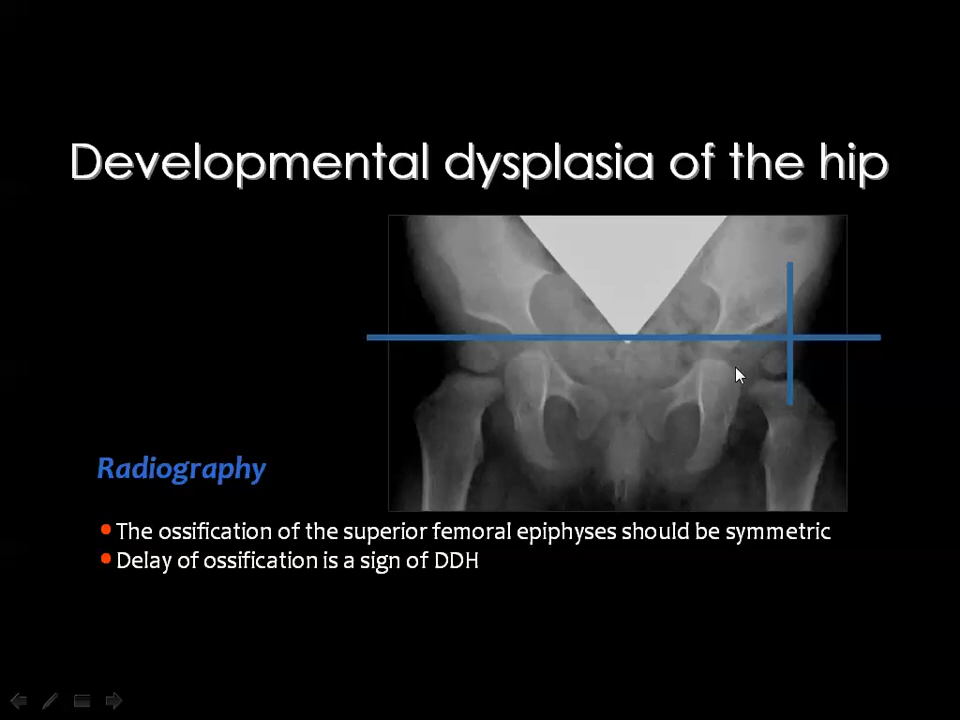 Developmental dysplasia of the hip
Radiography
The ossification of the superior femoral epiphyses should be symmetric
Delay of ossification is a sign of DDH